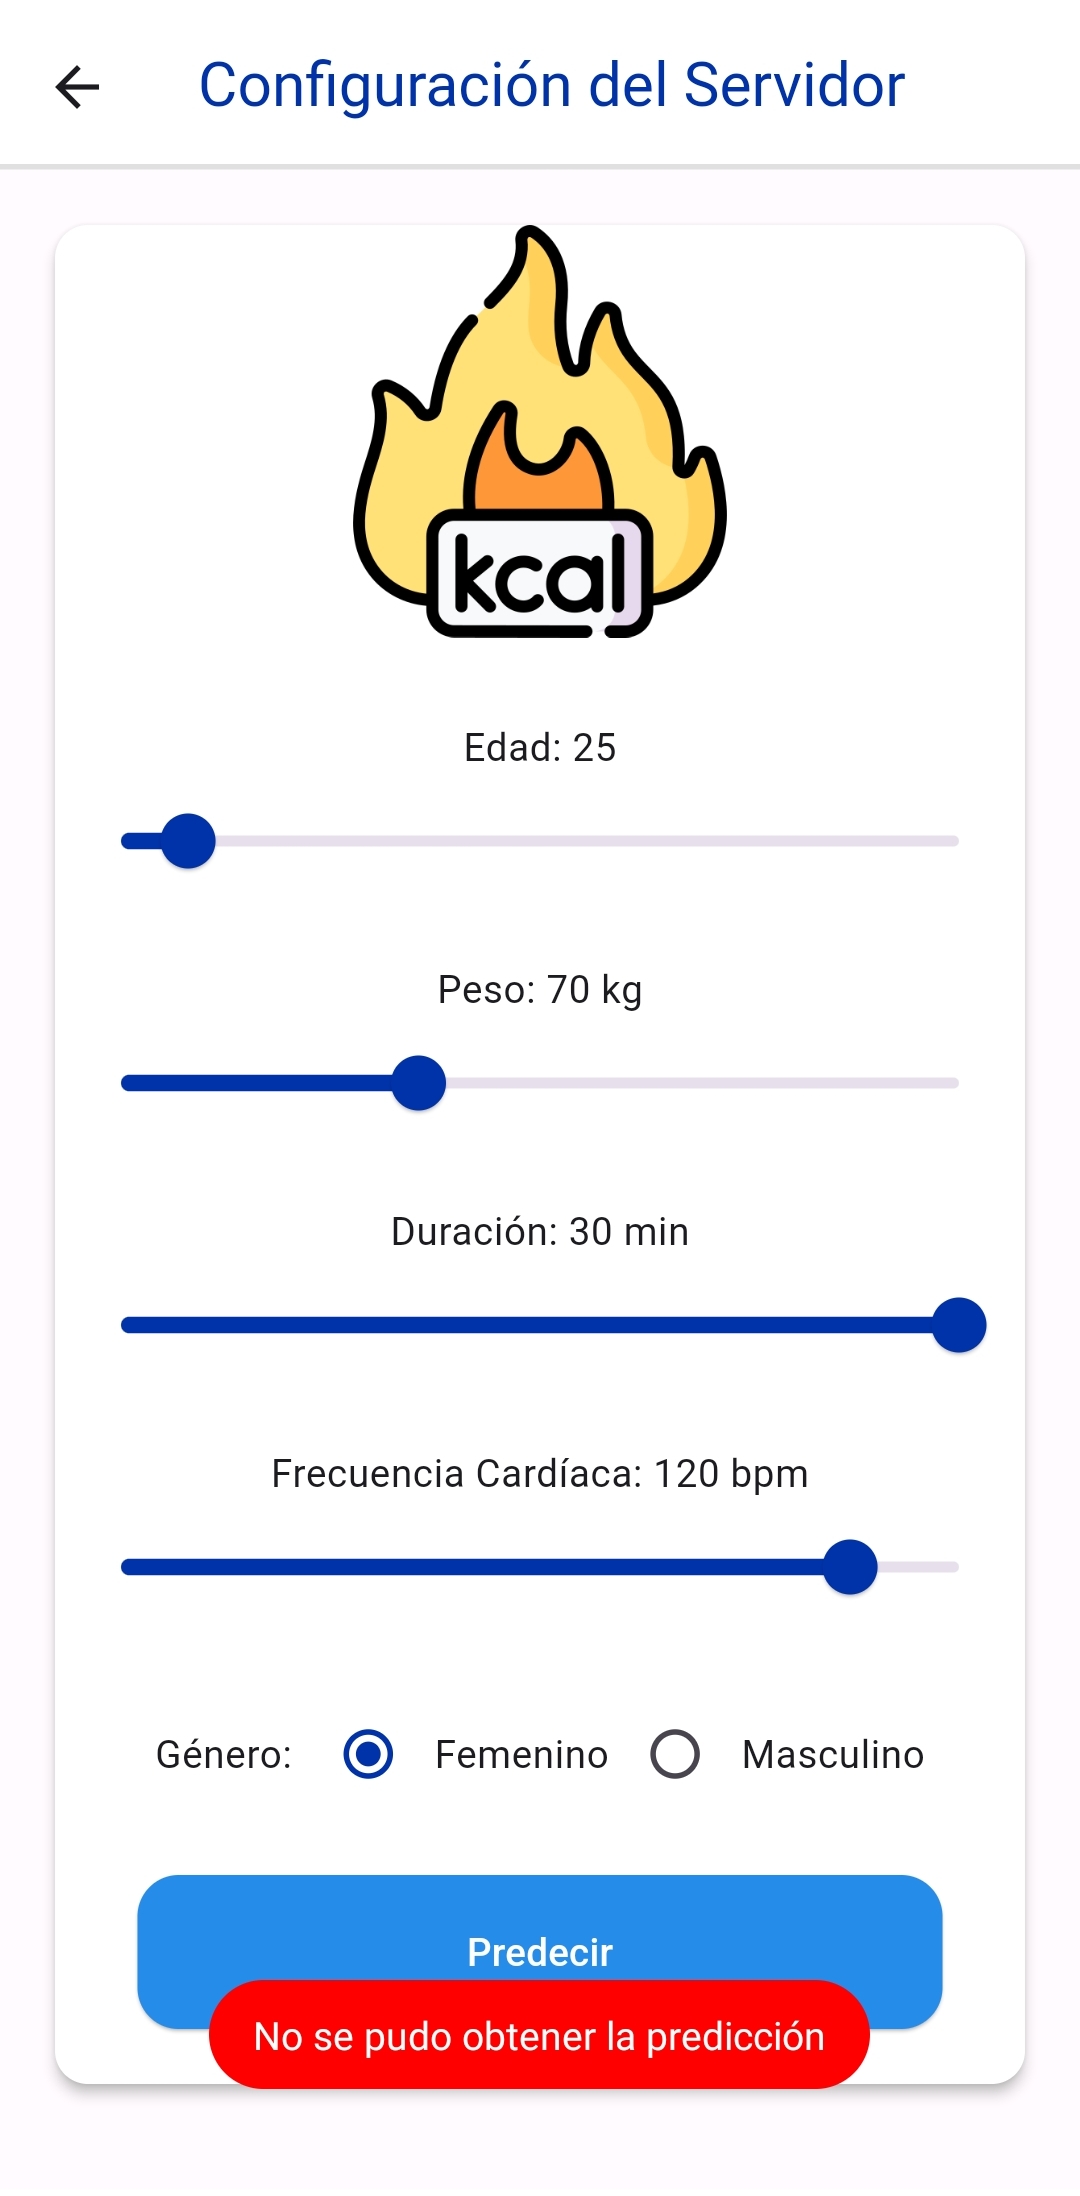 Configuración del Servidor
kcal
Edad: 25
Peso: 70 kg
Duración: 30 min
Frecuencia Cardíaca: 120 bpm
Género: Femenino Masculino
Predecir
No se pudo obtener la predicción